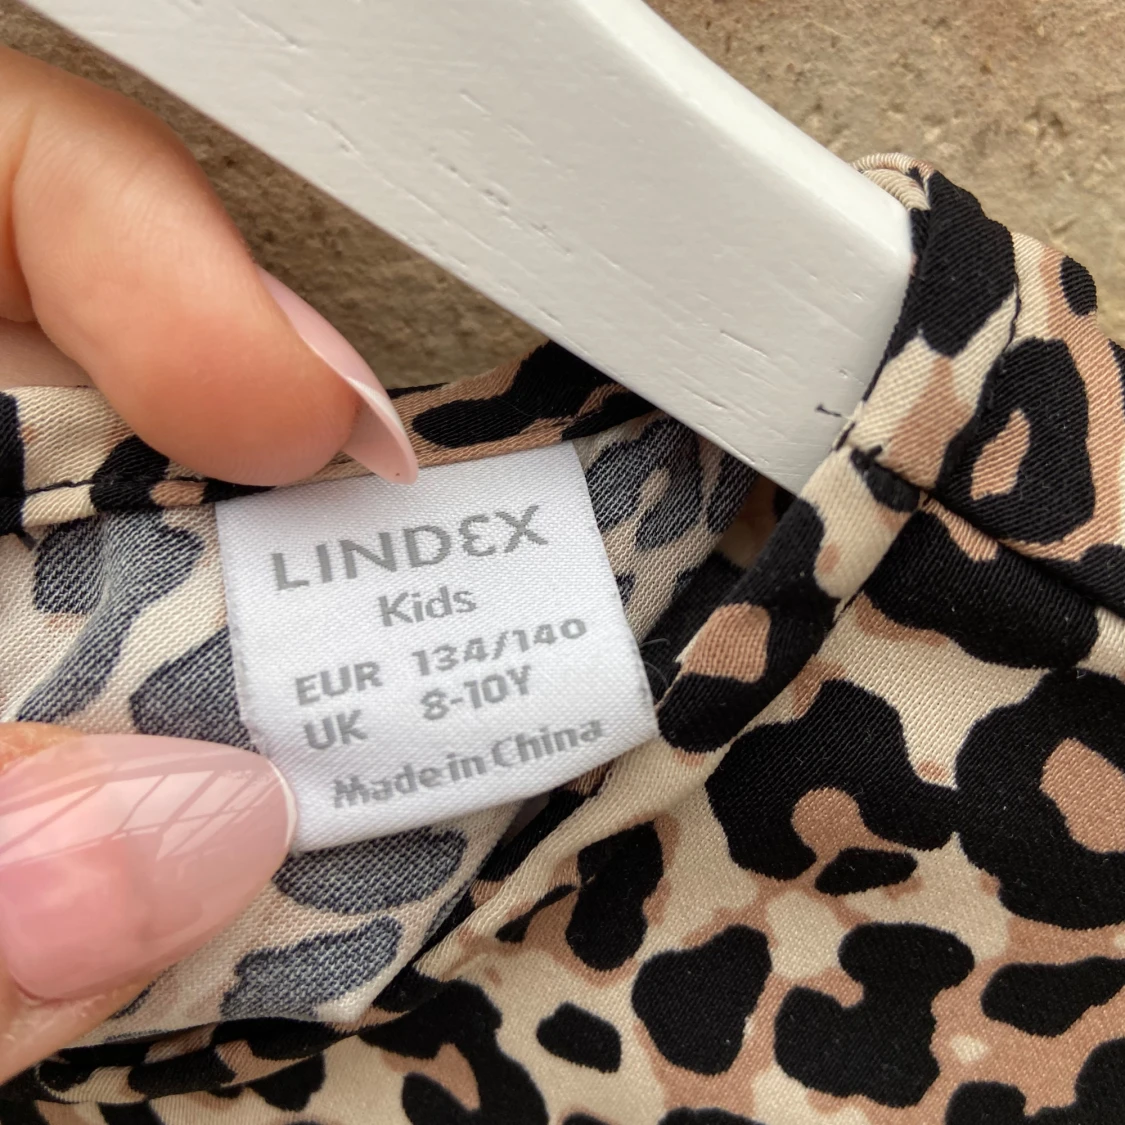 LINDEX
Kids
EUR 134/140
UK 8-10Y
Made in China